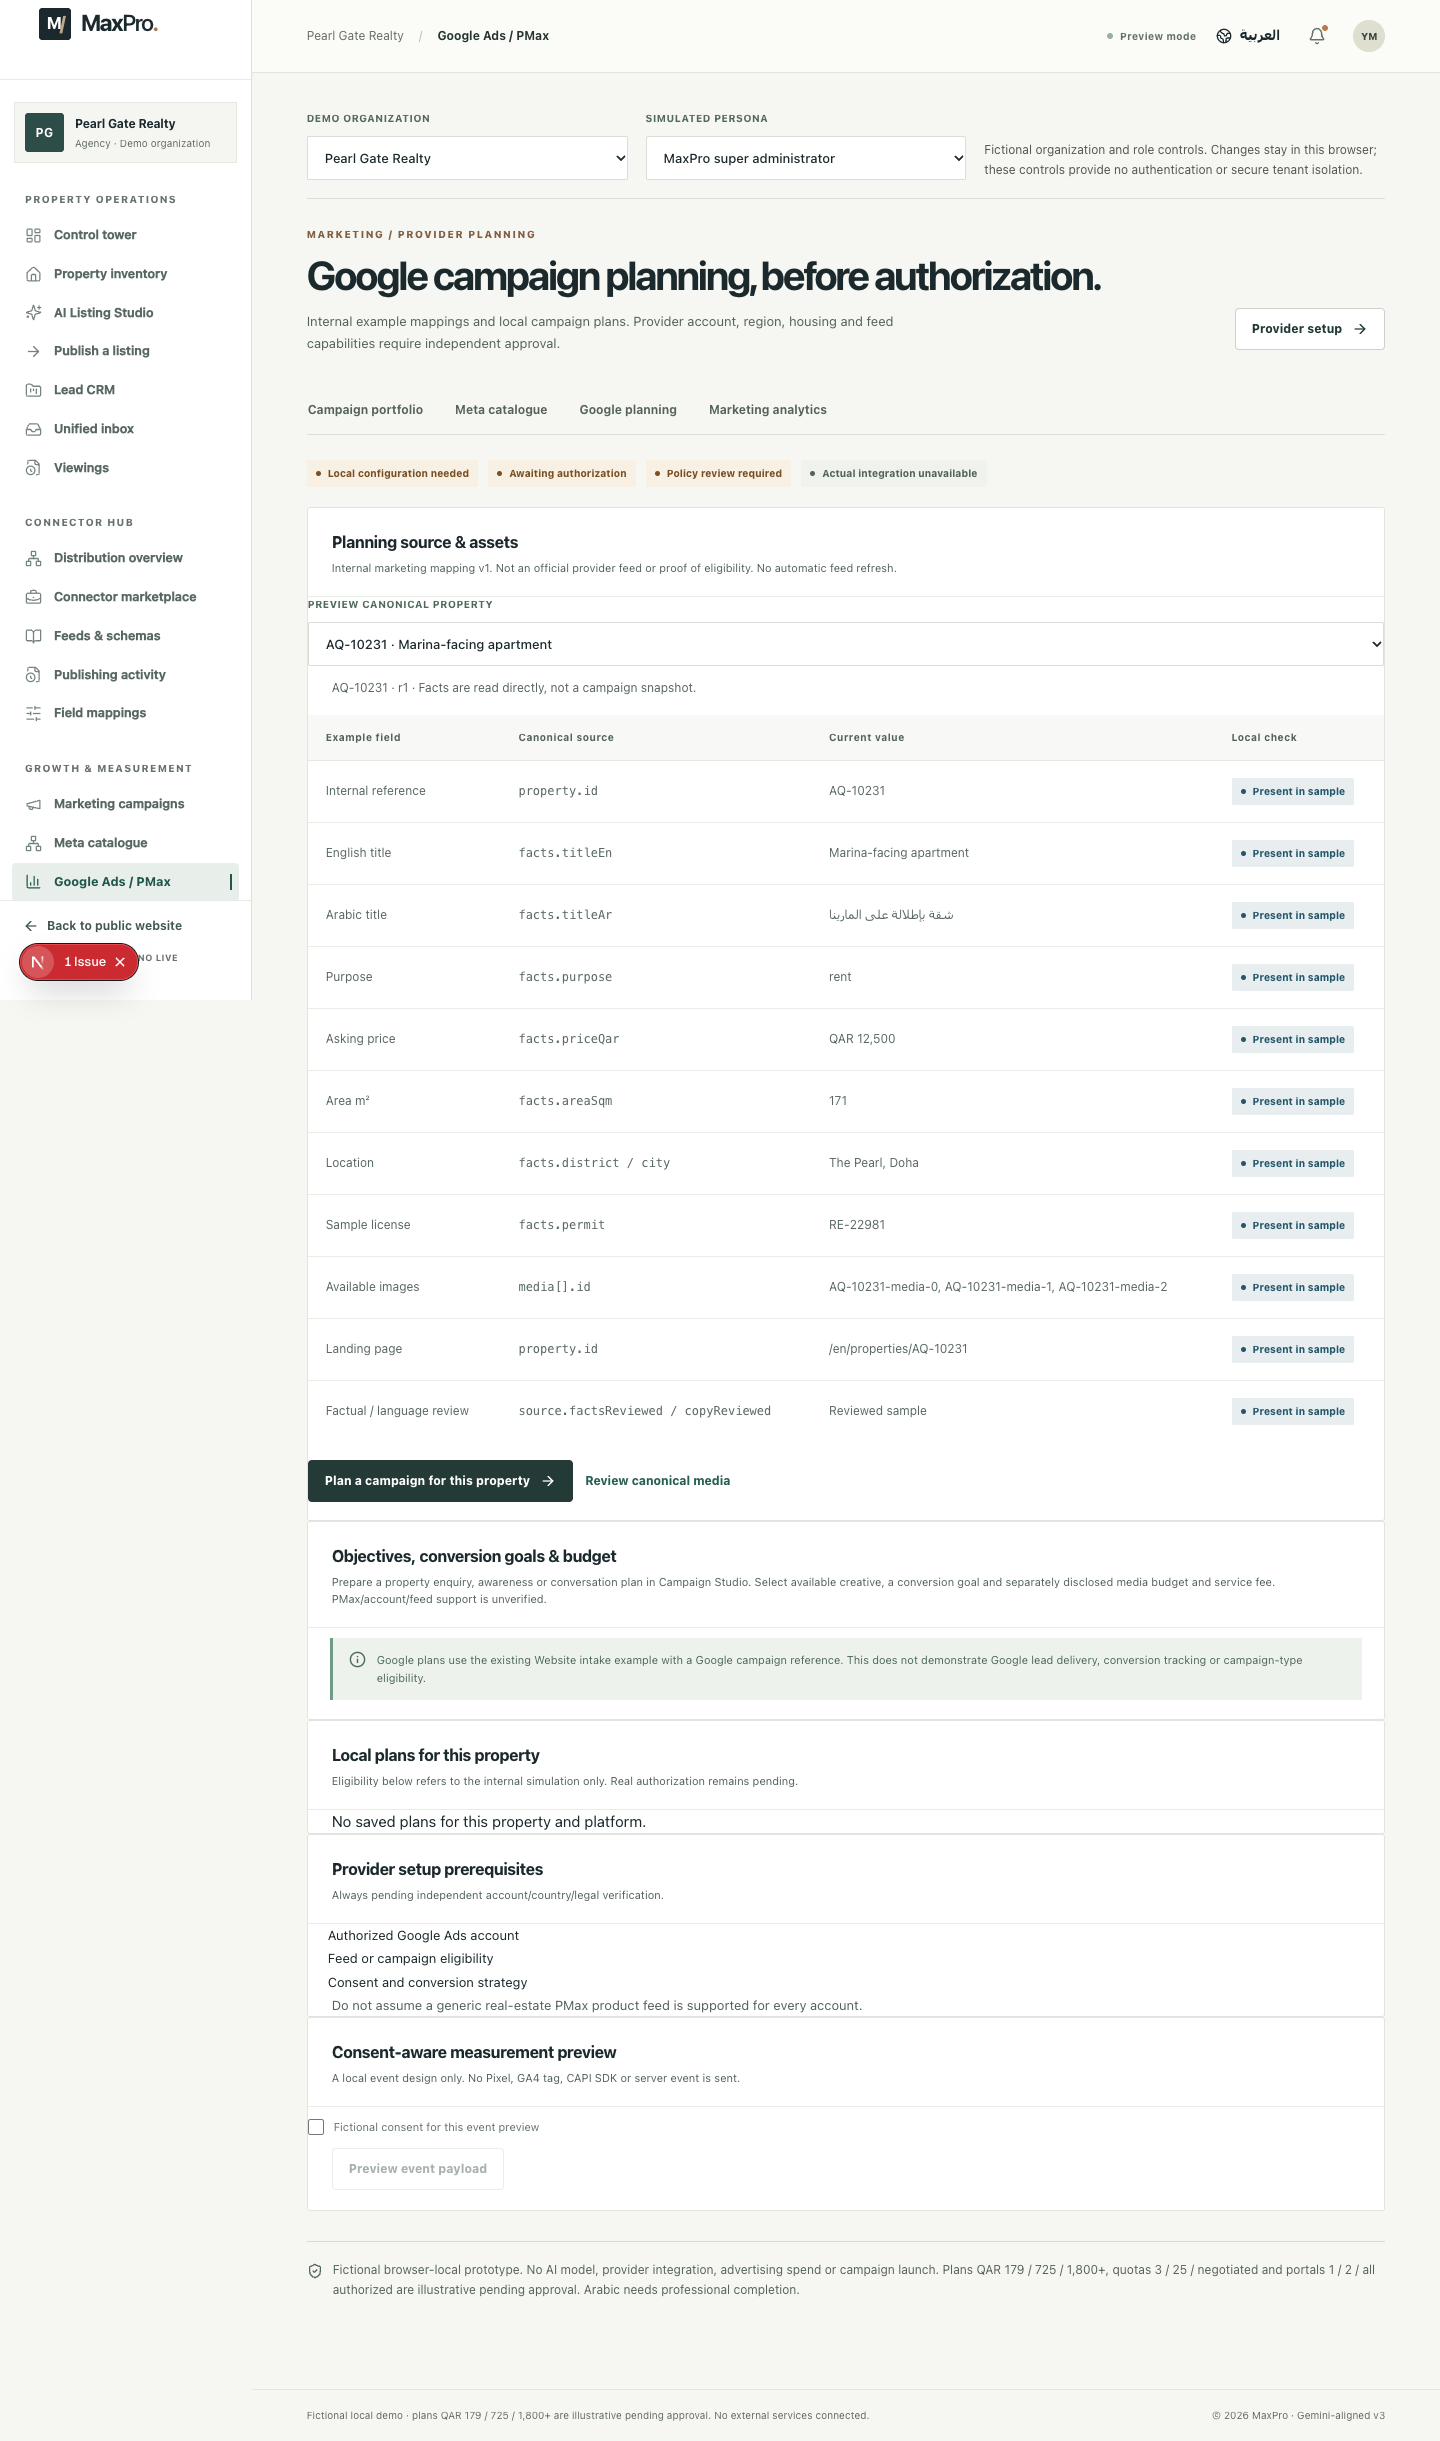 M/ MaxPro.
Pearl Gate Realty / Google Ads / PMax
Preview mode
العربية
YM
PG
Pearl Gate Realty
Agency · Demo organization
PROPERTY OPERATIONS
Control tower
Property inventory
AI Listing Studio
Publish a listing
Lead CRM
Unified inbox
Viewings
CONNECTOR HUB
Distribution overview
Connector marketplace
Feeds & schemas
Publishing activity
Field mappings
GROWTH & MEASUREMENT
Marketing campaigns
Meta catalogue
Google Ads / PMax
Back to public website
NO LIVE
N 1 Issue
DEMO ORGANIZATION
Pearl Gate Realty
SIMULATED PERSONA
MaxPro super administrator
Fictional organization and role controls. Changes stay in this browser;
these controls provide no authentication or secure tenant isolation.
MARKETING / PROVIDER PLANNING
Google campaign planning, before authorization.
Internal example mappings and local campaign plans. Provider account, region, housing and feed
capabilities require independent approval.
Provider setup
Campaign portfolio Meta catalogue Google planning Marketing analytics
Local configuration needed Awaiting authorization Policy review required Actual integration unavailable
Planning source & assets
Internal marketing mapping v1. Not an official provider feed or proof of eligibility. No automatic feed refresh.
PREVIEW CANONICAL PROPERTY
AQ-10231 · Marina-facing apartment
AQ-10231 · r1 · Facts are read directly, not a campaign snapshot.
Example field Canonical source Current value Local check
Internal reference property.id AQ-10231 Present in sample
English title facts.titleEn Marina-facing apartment Present in sample
Arabic title facts.titleAr شقة بإطلالة على المارينا Present in sample
Purpose facts.purpose rent Present in sample
Asking price facts.priceQar QAR 12,500 Present in sample
Area m² facts.areaSqm 171 Present in sample
Location facts.district / city The Pearl, Doha Present in sample
Sample license facts.permit RE-22981 Present in sample
Available images media[].id AQ-10231-media-0, AQ-10231-media-1, AQ-10231-media-2 Present in sample
Landing page property.id /en/properties/AQ-10231 Present in sample
Factual / language review source.factsReviewed / copyReviewed Reviewed sample Present in sample
Plan a campaign for this property Review canonical media
Objectives, conversion goals & budget
Prepare a property enquiry, awareness or conversation plan in Campaign Studio. Select available creative, a conversion goal and separately disclosed media budget and service fee.
PMax/account/feed support is unverified.
Google plans use the existing Website intake example with a Google campaign reference. This does not demonstrate Google lead delivery, conversion tracking or campaign-type
eligibility.
Local plans for this property
Eligibility below refers to the internal simulation only. Real authorization remains pending.
No saved plans for this property and platform.
Provider setup prerequisites
Always pending independent account/country/legal verification.
Authorized Google Ads account
Feed or campaign eligibility
Consent and conversion strategy
Do not assume a generic real-estate PMax product feed is supported for every account.
Consent-aware measurement preview
A local event design only. No Pixel, GA4 tag, CAPI SDK or server event is sent.
Fictional consent for this event preview
Preview event payload
Fictional browser-local prototype. No AI model, provider integration, advertising spend or campaign launch. Plans QAR 179 / 725 / 1,800+, quotas 3 / 25 / negotiated and portals 1 / 2 / all
authorized are illustrative pending approval. Arabic needs professional completion.
Fictional local demo · plans QAR 179 / 725 / 1,800+ are illustrative pending approval. No external services connected.
© 2026 MaxPro · Gemini-aligned v3